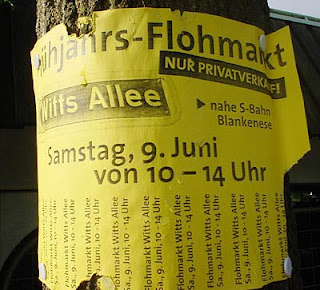 ühjahrs-Flohmarkt
NUR PRIVATVERKAUF!
Witts Allee
▸ nahe S-Bahn
Blankenese
Samstag, 9. Juni
von 10 – 14 Uhr
Flohmarkt Witts Allee
Sa., 9. Juni, 10 - 14 Uhr
Flohmarkt Witts Allee
Sa., 9. Juni, 10 - 14 Uhr
Flohmarkt Witts Allee
Sa., 9. Juni, 10 - 14 Uhr
Flohmarkt Witts Allee
Sa., 9. Juni, 10 - 14 Uhr
Flohmarkt Witts Allee
Sa., 9. Juni, 10 - 14 Uhr
Flohmarkt Witts Allee
Sa., 9. Juni, 10 - 14 Uhr
Flohmarkt Witts Allee
Sa., 9. Juni, 10 - 14 Uhr